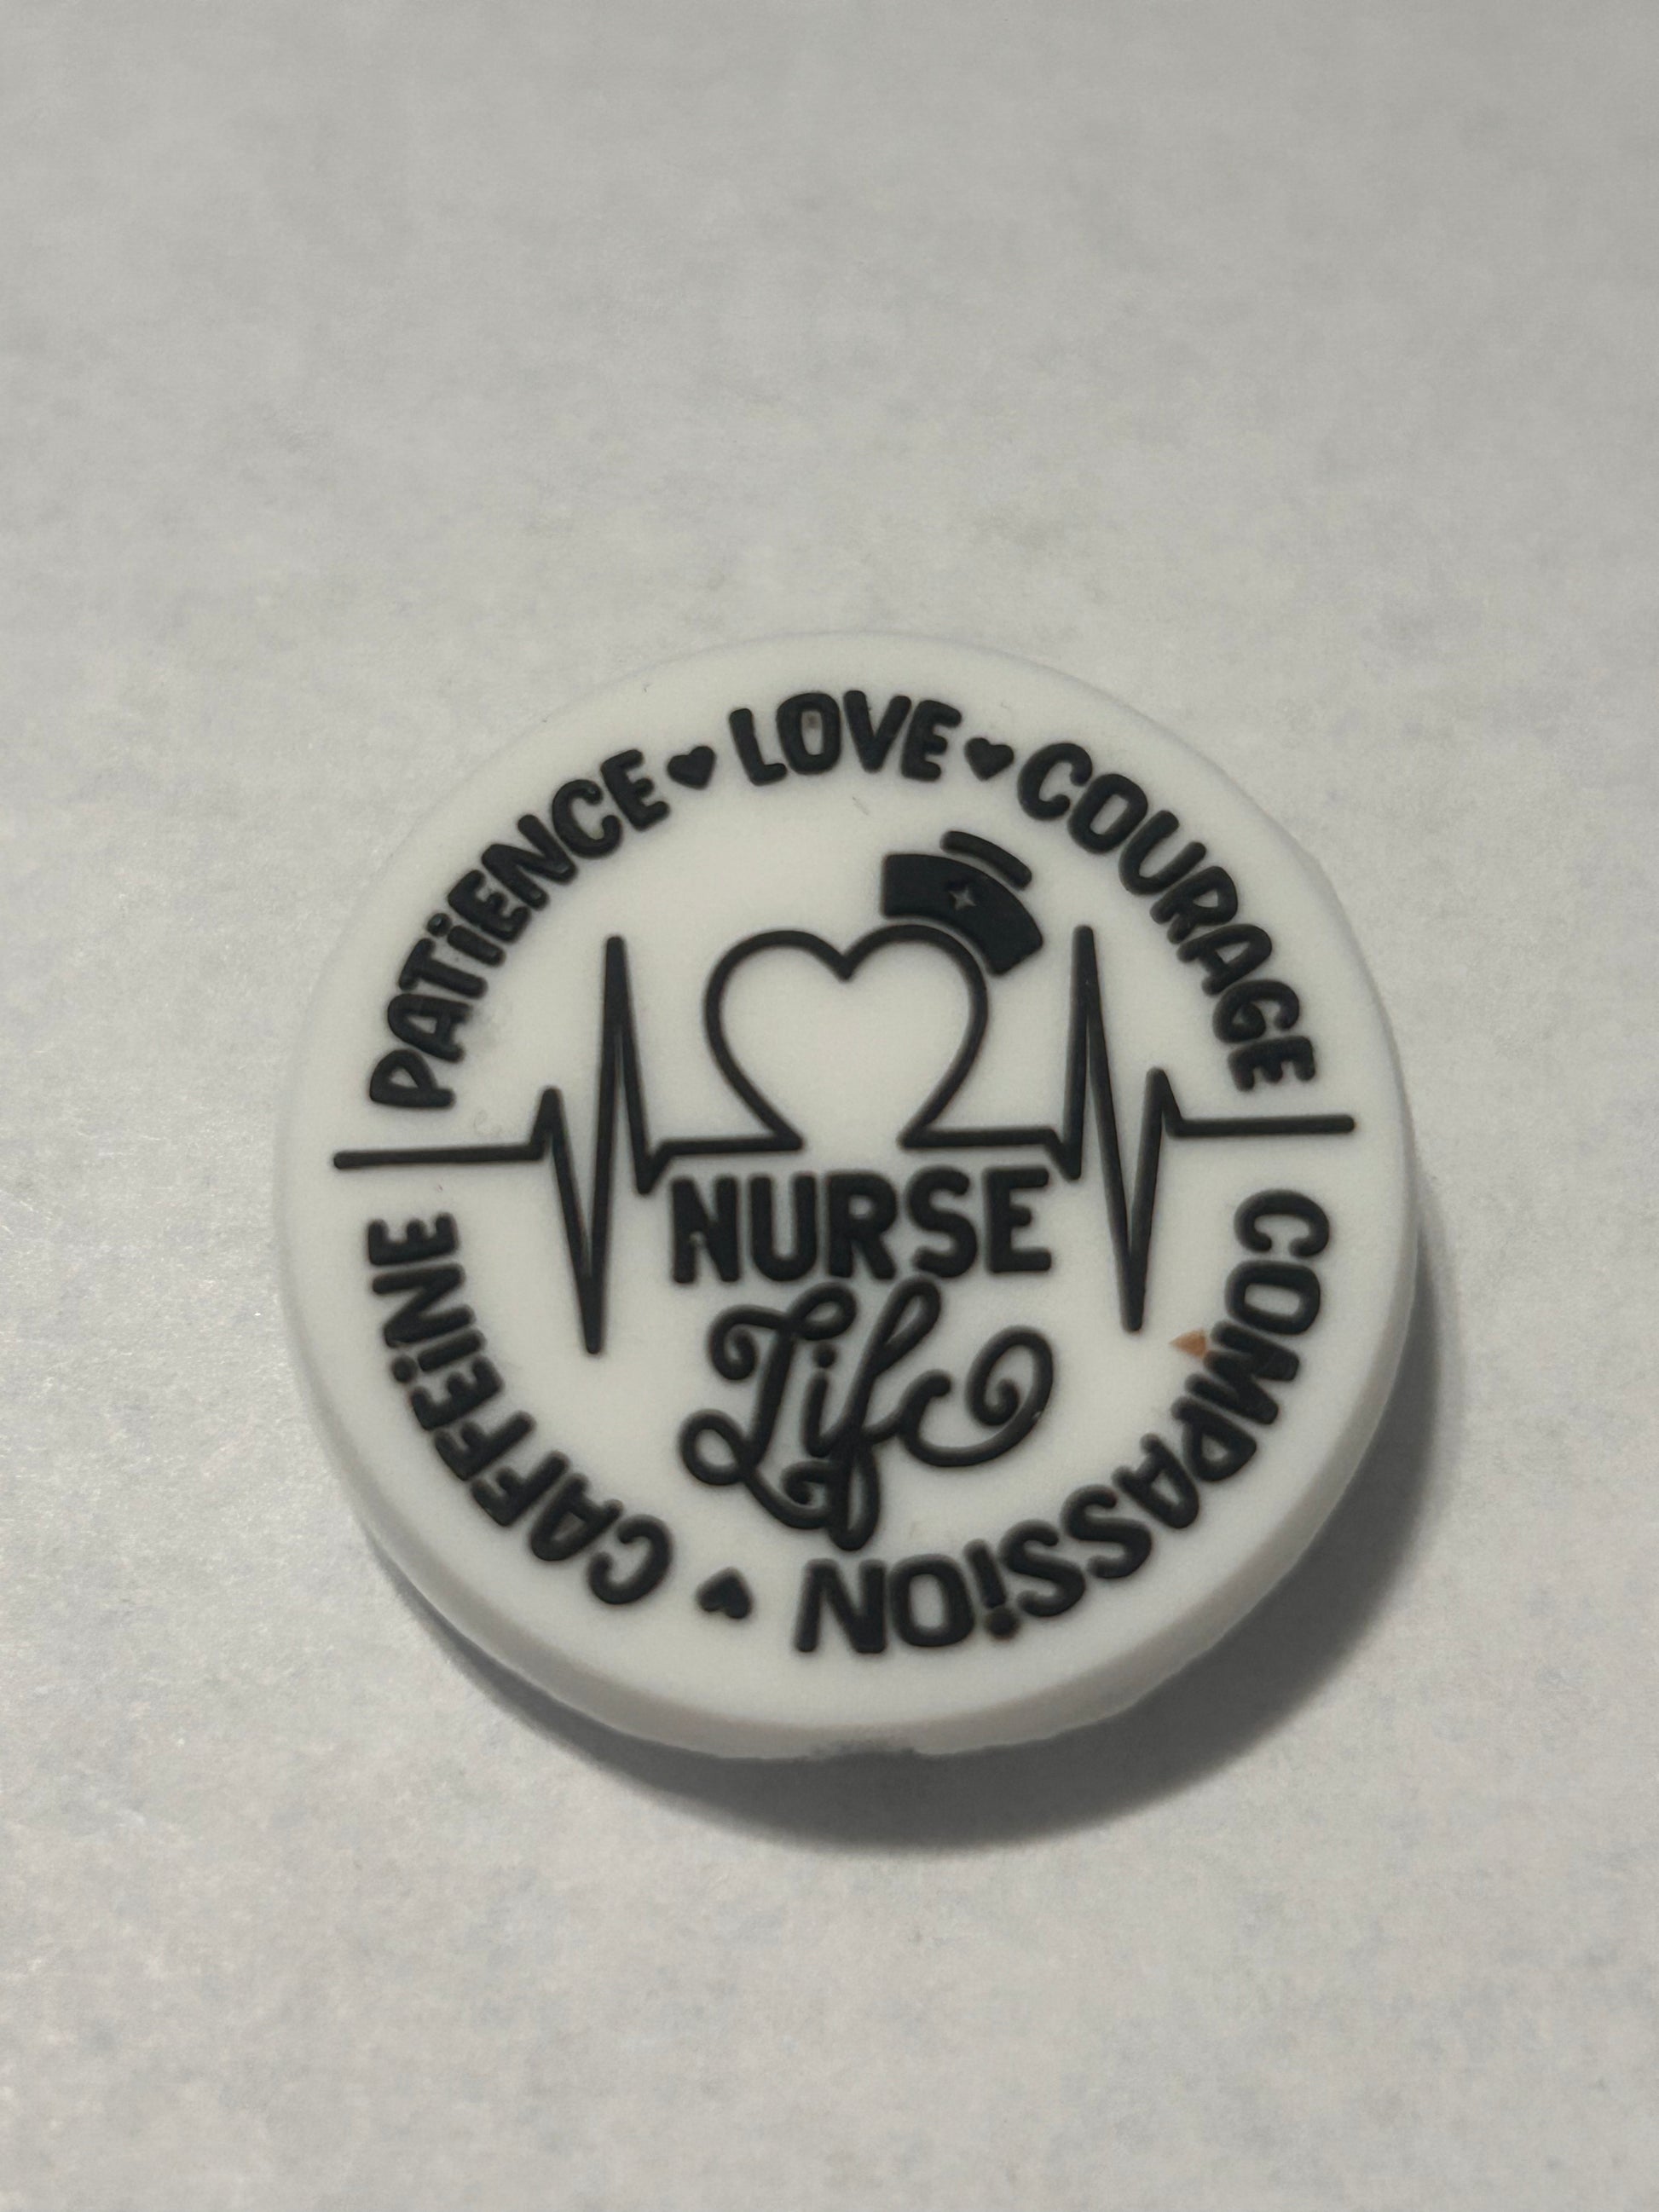 PATiENCE ♥ LOVE ♥ COURAGE
NURSE
Life
COMPASSiON ♥ CAFFEiNE